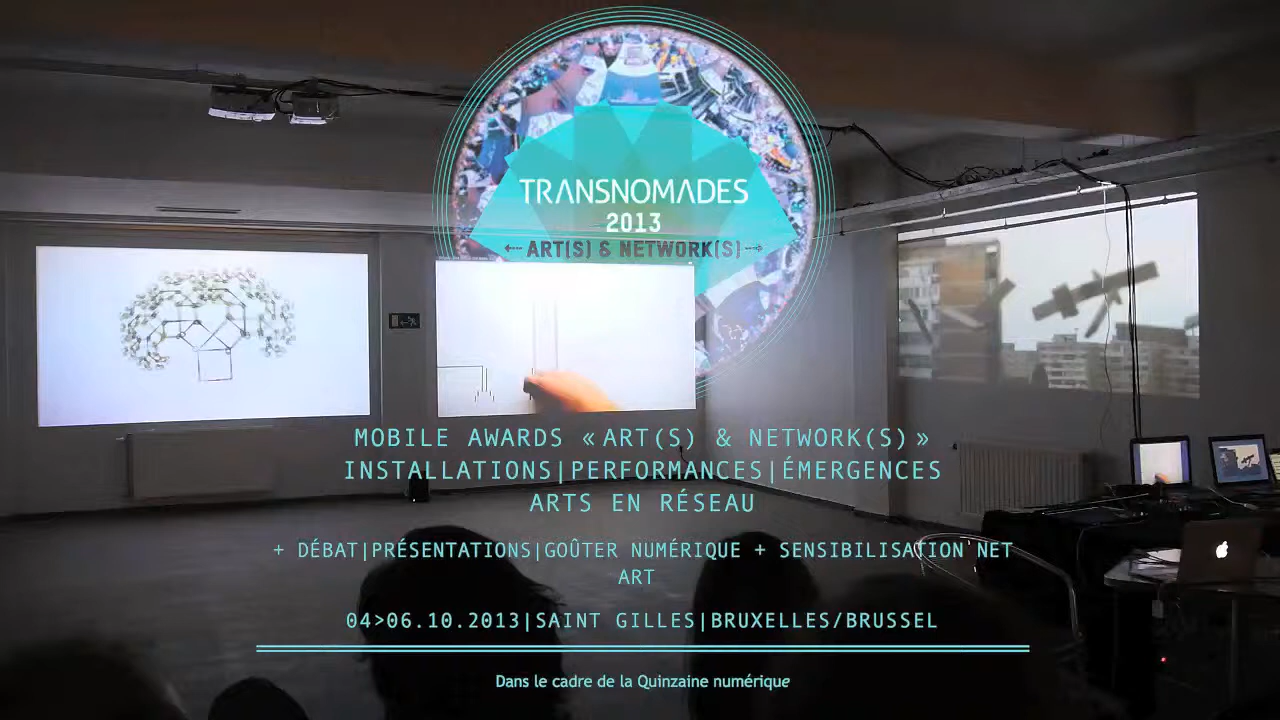 TRANSNOMADES
2013
ART(S) & NETWORK(S)
MOBILE AWARDS «ART(S) & NETWORK(S)»
INSTALLATIONS|PERFORMANCES|ÉMERGENCES
ARTS EN RÉSEAU
+ DÉBAT|PRÉSENTATIONS|GOÛTER NUMÉRIQUE + SENSIBILISATION NET
ART
04>06.10.2013|SAINT GILLES|BRUXELLES/BRUSSEL
Dans le cadre de la Quinzaine numérique